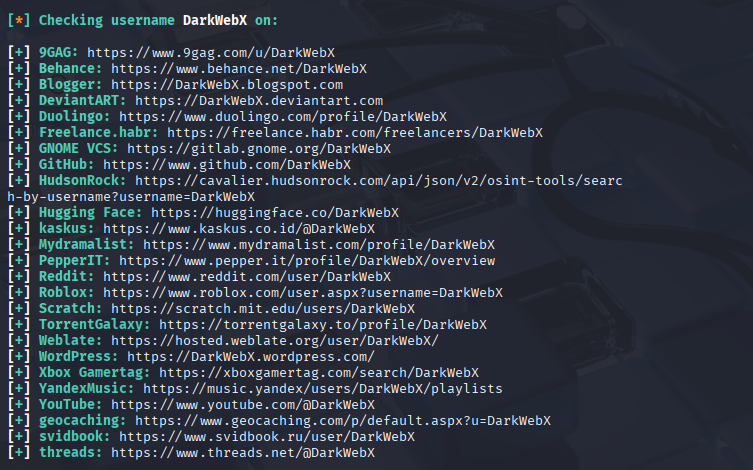 [*] Checking username DarkWebX on:
[+] 9GAG: https://www.9gag.com/u/DarkWebX
[+] Behance: https://www.behance.net/DarkWebX
[+] Blogger: https://DarkWebX.blogspot.com
[+] DeviantART: https://DarkWebX.deviantart.com
[+] Duolingo: https://www.duolingo.com/profile/DarkWebX
[+] Freelance.habr: https://freelance.habr.com/freelancers/DarkWebX
[+] GNOME VCS: https://gitlab.gnome.org/DarkWebX
[+] GitHub: https://www.github.com/DarkWebX
[+] HudsonRock: https://cavalier.hudsonrock.com/api/json/v2/osint-tools/searc
h-by-username?username=DarkWebX
[+] Hugging Face: https://huggingface.co/DarkWebX
[+] kaskus: https://www.kaskus.co.id/@DarkWebX
[+] Mydramalist: https://www.mydramalist.com/profile/DarkWebX
[+] PepperIT: https://www.pepper.it/profile/DarkWebX/overview
[+] Reddit: https://www.reddit.com/user/DarkWebX
[+] Roblox: https://www.roblox.com/user.aspx?username=DarkWebX
[+] Scratch: https://scratch.mit.edu/users/DarkWebX
[+] TorrentGalaxy: https://torrentgalaxy.to/profile/DarkWebX
[+] Weblate: https://hosted.weblate.org/user/DarkWebX/
[+] WordPress: https://DarkWebX.wordpress.com/
[+] Xbox Gamertag: https://xboxgamertag.com/search/DarkWebX
[+] YandexMusic: https://music.yandex/users/DarkWebX/playlists
[+] YouTube: https://www.youtube.com/@DarkWebX
[+] geocaching: https://www.geocaching.com/p/default.aspx?u=DarkWebX
[+] svidbook: https://www.svidbook.ru/user/DarkWebX
[+] threads: https://www.threads.net/@DarkWebX